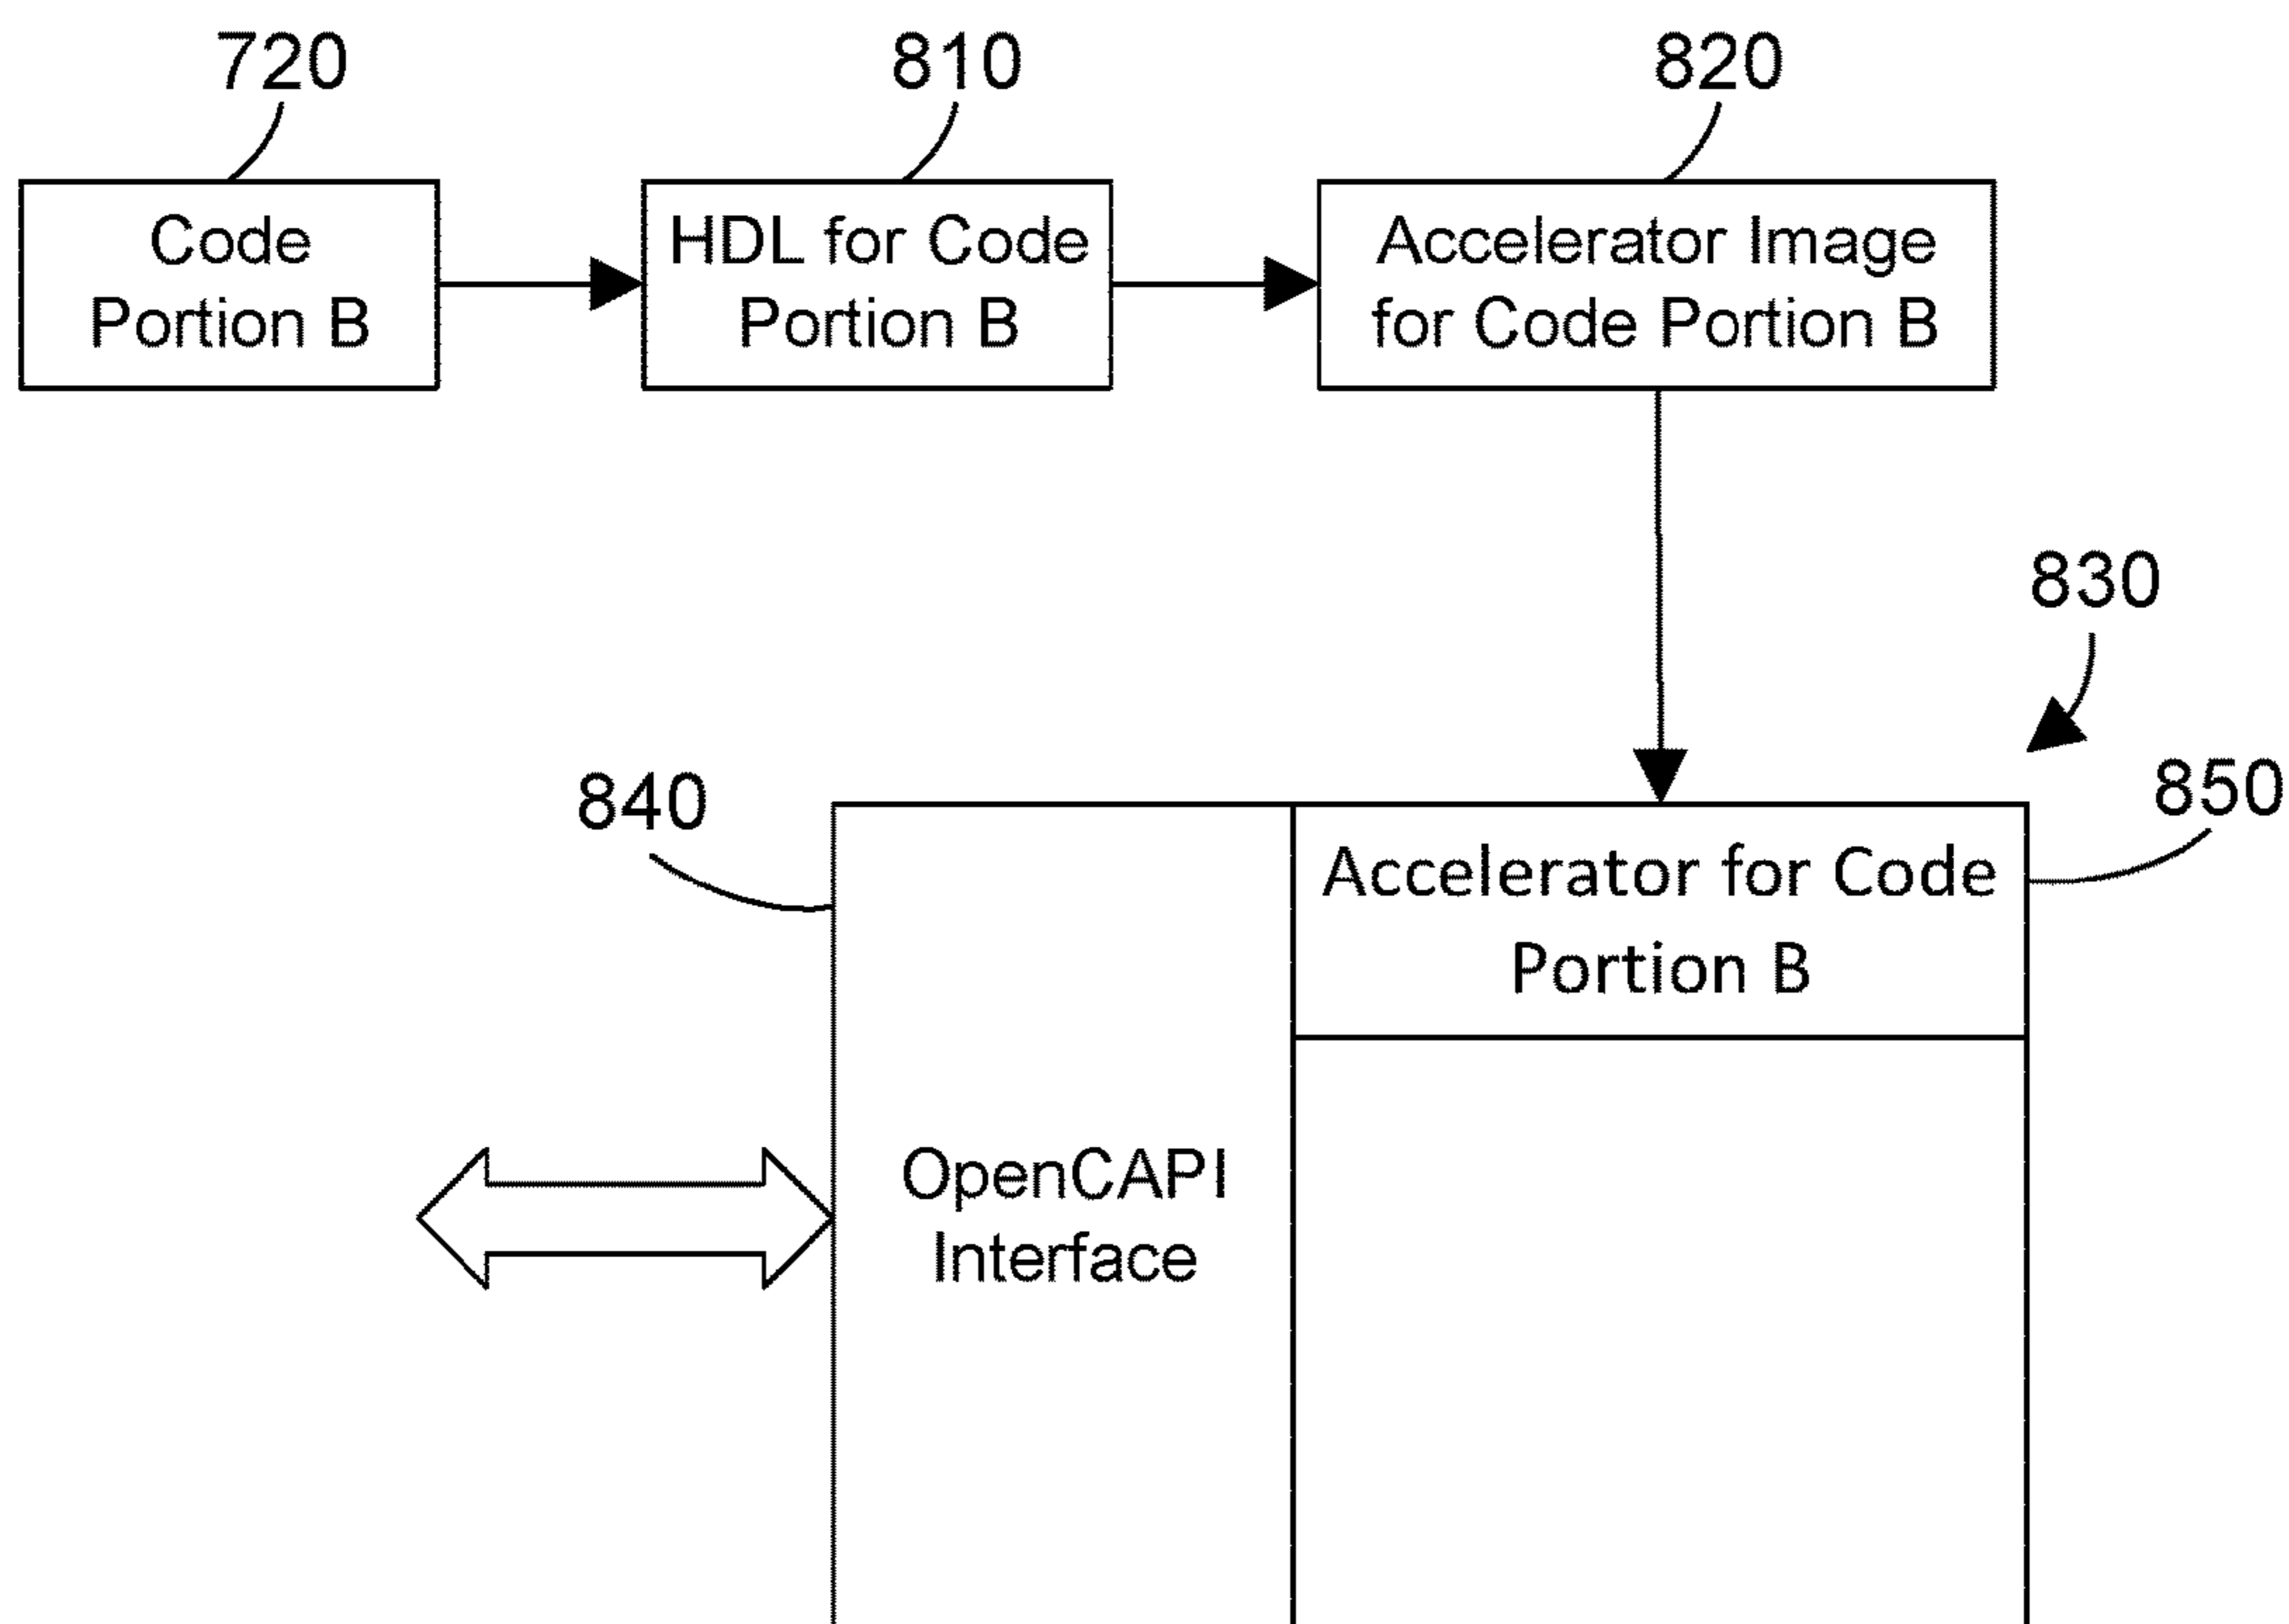 720
810
820
Code
Portion B
HDL for Code
Portion B
Accelerator Image
for Code Portion B
830
840
850
Accelerator for Code
Portion B
OpenCAPI
Interface